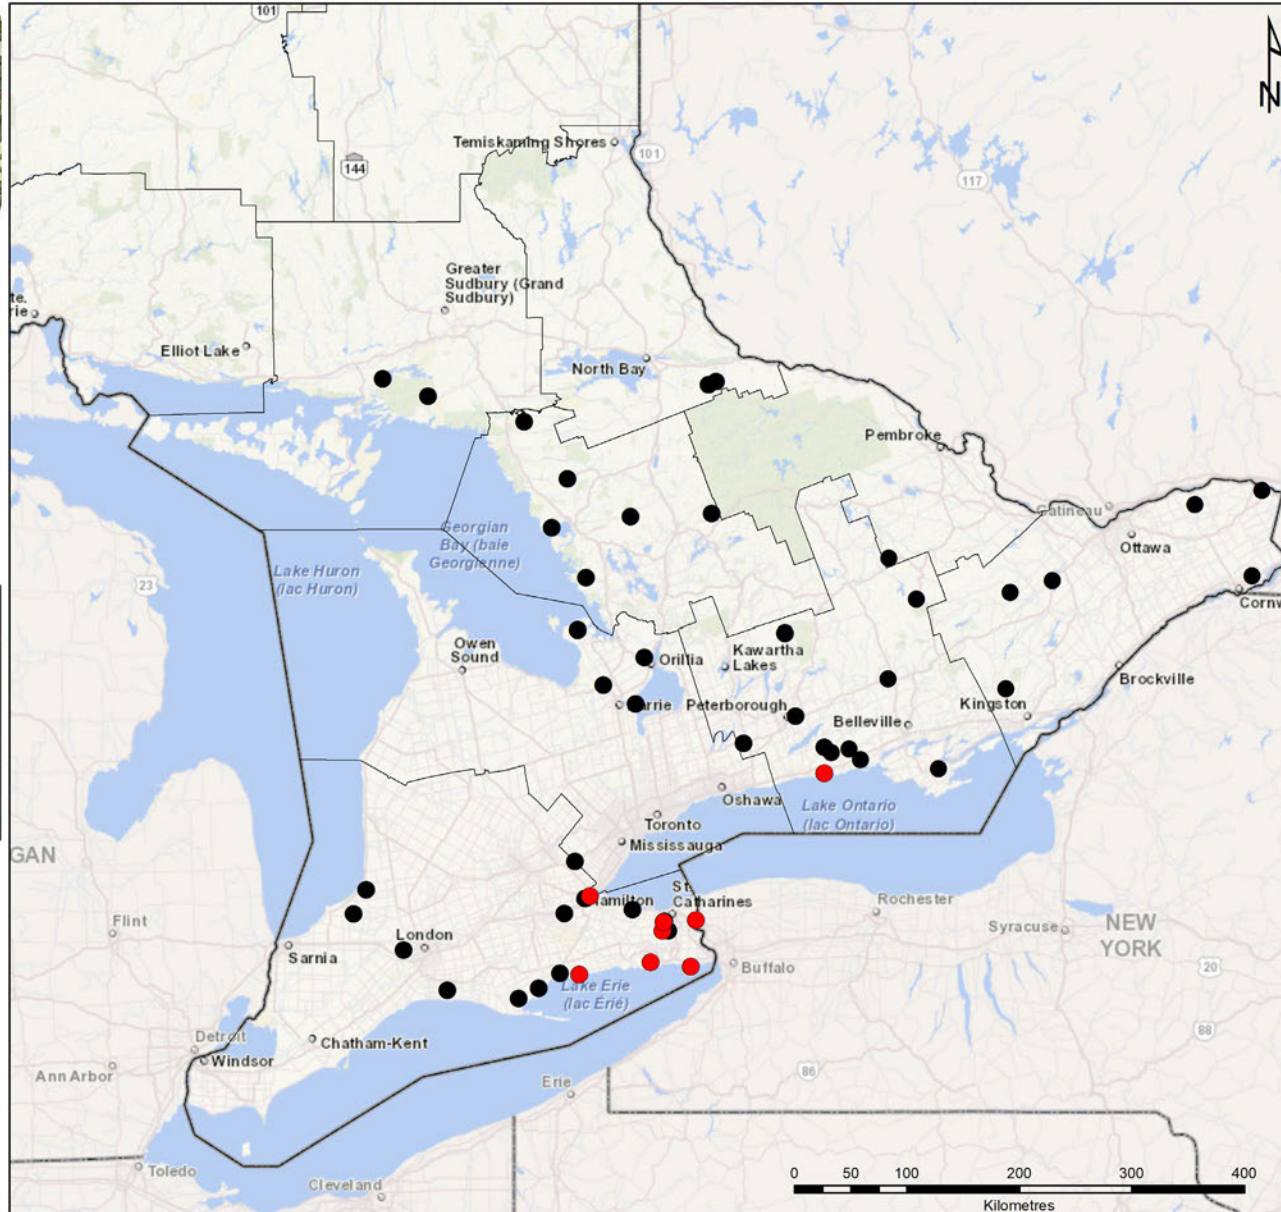 101
N
Temiskaming Shores
101
144
117
Greater
Sudbury (Grand
Sudbury)
te.
rie
Elliot Lake
North Bay
Pembroke
Gatineau
Ottawa
Georgian
Bay (baie
Georgienne)
Lake Huron
(lac Huron)
23
Cornw
Owen
Sound
Orillia
Kawartha
Lakes
Brockville
Barrie
Peterborough
Kingston
Belleville
Oshawa
Lake Ontario
(lac Ontario)
Toronto
Mississauga
GAN
St.
Catharines
Hamilton
Rochester
Flint
London
Syracuse
NEW
YORK
Sarnia
Buffalo
20
Lake Erie
(lac Érié)
Detroit
Chatham-Kent
88
Windsor
Ann Arbor
Erie
86
Toledo
Cleveland
0 50 100 200 300 400
Kilometres